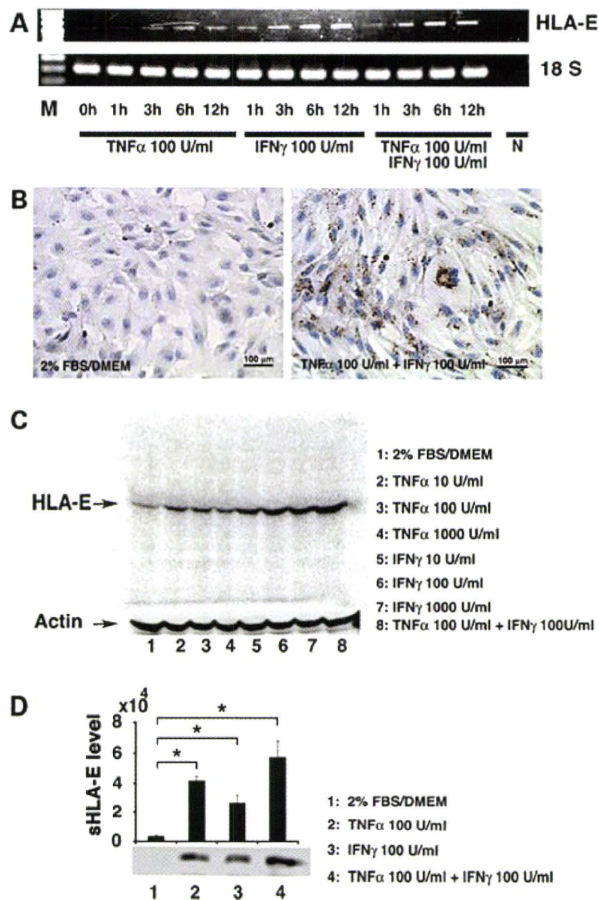 A
HLA-E
18 S
M 0h 1h 3h 6h 12h 1h 3h 6h 12h 1h 3h 6h 12h
TNFα 100 U/ml IFNγ 100 U/ml TNFα 100 U/ml N
IFNγ 100 U/ml
B
2% FBS/DMEM 100 µm TNFα 100 U/ml + IFNγ 100 U/ml 100 µm
C
HLA-E
Actin
1 2 3 4 5 6 7 8
1: 2% FBS/DMEM
2: TNFα 10 U/ml
3: TNFα 100 U/ml
4: TNFα 1000 U/ml
5: IFNγ 10 U/ml
6: IFNγ 100 U/ml
7: IFNγ 1000 U/ml
8: TNFα 100 U/ml + IFNγ 100U/ml
D
x10⁴
sHLA-E level
8
6
4
2
0
* * *
1 2 3 4
1: 2% FBS/DMEM
2: TNFα 100 U/ml
3: IFNγ 100 U/ml
4: TNFα 100 U/ml + IFNγ 100 U/ml